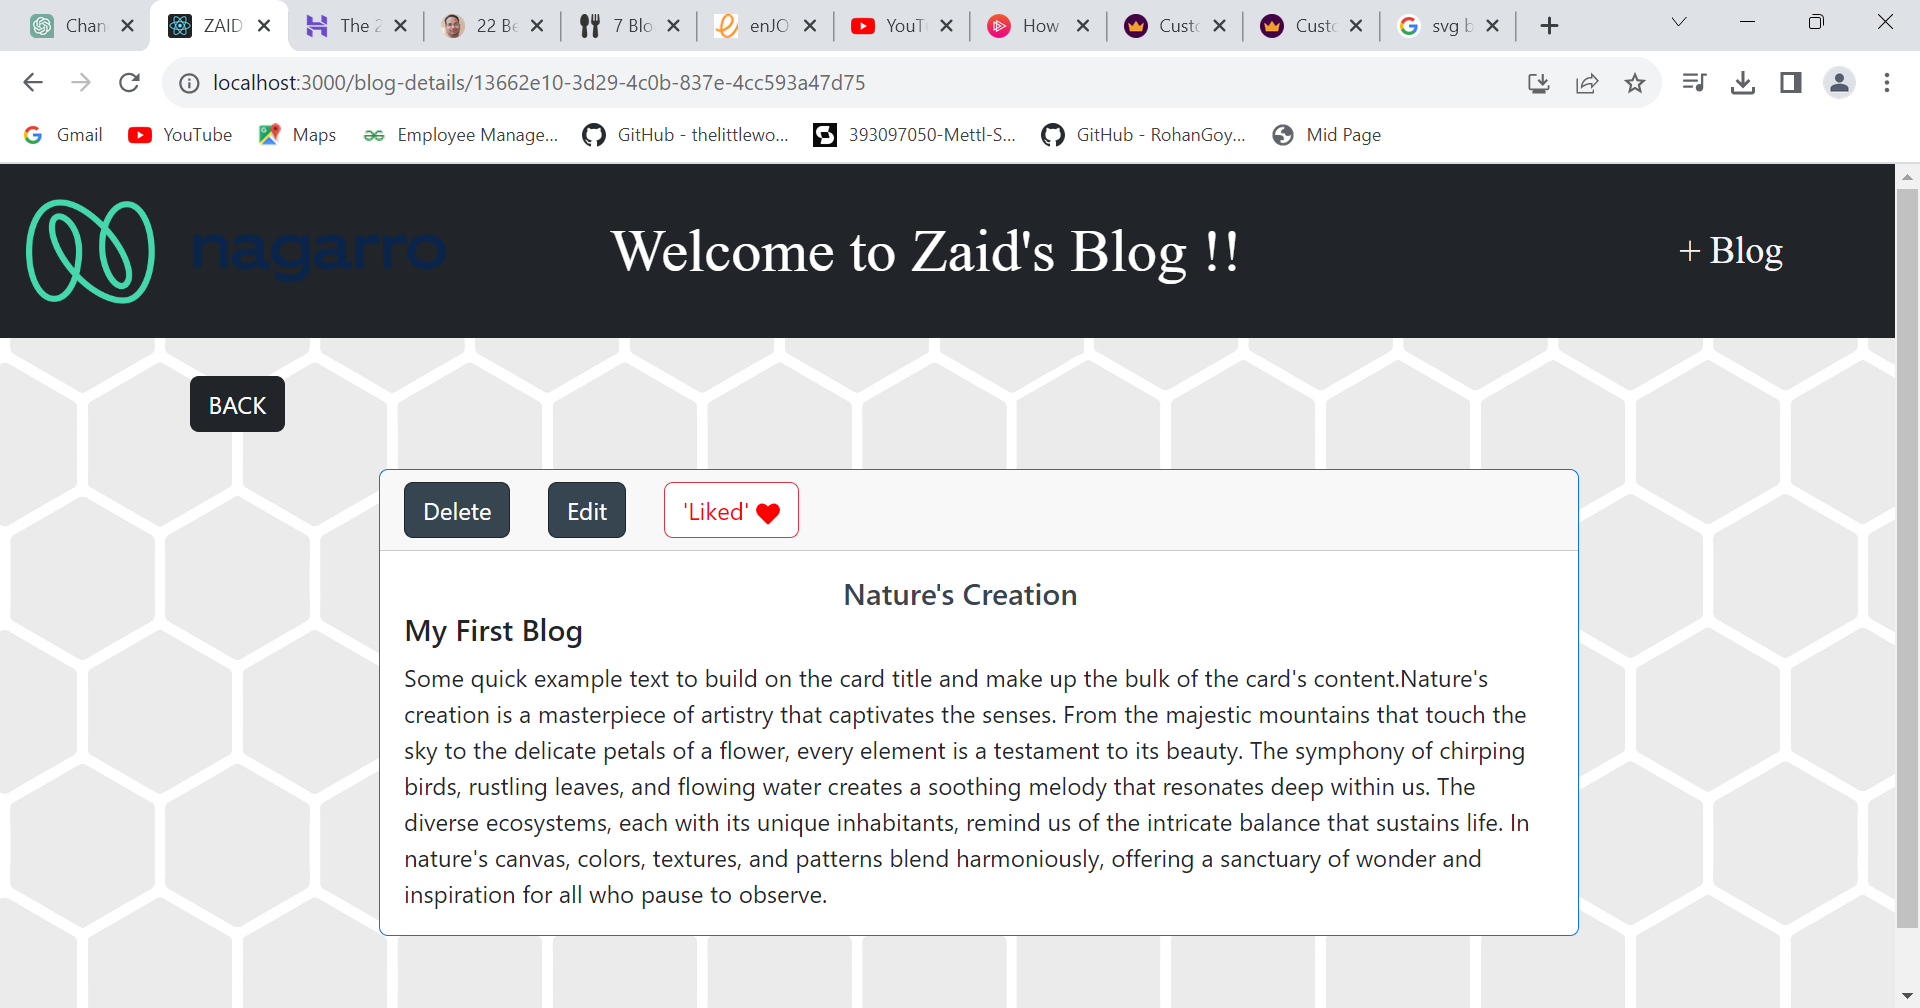 Chan
ZAID
The 2
22 Be
7 Blo
enJO
YouT
How
Custo
Custo
svg b
localhost:3000/blog-details/13662e10-3d29-4c0b-837e-4cc593a47d75
Gmail
YouTube
Maps
Employee Manage...
GitHub - thelittlewo...
393097050-Mettl-S...
GitHub - RohanGoy...
Mid Page
nagarro
Welcome to Zaid's Blog !!
+ Blog
BACK
Delete
Edit
'Liked'
Nature's Creation
My First Blog
Some quick example text to build on the card title and make up the bulk of the card's content.Nature's
creation is a masterpiece of artistry that captivates the senses. From the majestic mountains that touch the
sky to the delicate petals of a flower, every element is a testament to its beauty. The symphony of chirping
birds, rustling leaves, and flowing water creates a soothing melody that resonates deep within us. The
diverse ecosystems, each with its unique inhabitants, remind us of the intricate balance that sustains life. In
nature's canvas, colors, textures, and patterns blend harmoniously, offering a sanctuary of wonder and
inspiration for all who pause to observe.